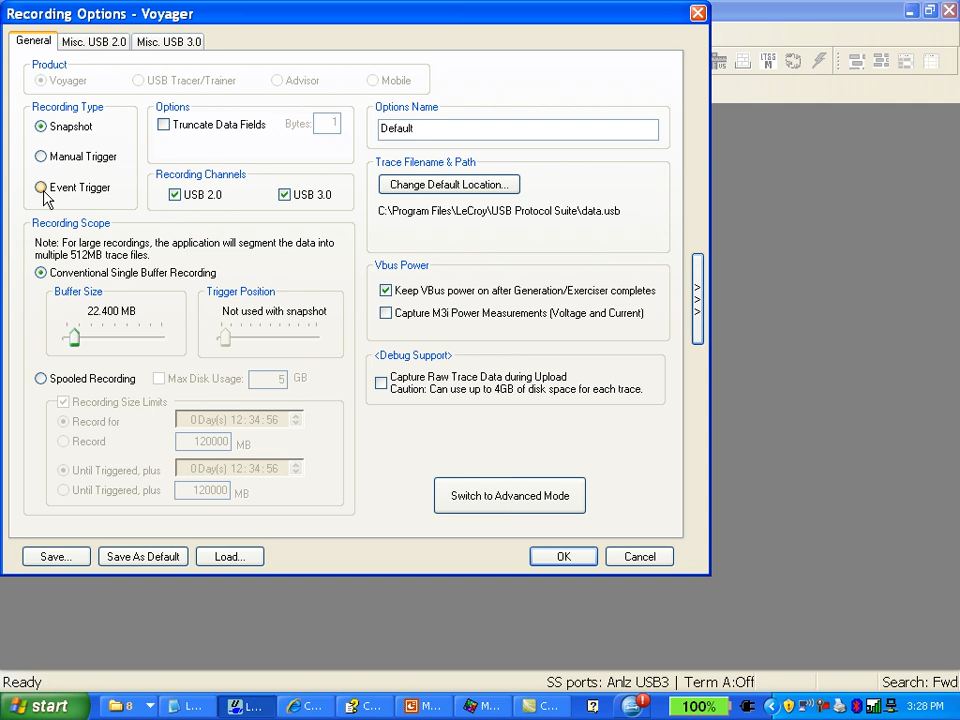 Recording Options - Voyager
General
Misc. USB 2.0
Misc. USB 3.0
Product
Voyager
USB Tracer/Trainer
Advisor
Mobile
Recording Type
Snapshot
Manual Trigger
Event Trigger
Options
Truncate Data Fields
Bytes:
1
Recording Channels
USB 2.0
USB 3.0
Options Name
Default
Trace Filename & Path
Change Default Location...
C:\Program Files\LeCroy\USB Protocol Suite\data.usb
Recording Scope
Note: For large recordings, the application will segment the data into
multiple 512MB trace files.
Conventional Single Buffer Recording
Buffer Size
22.400 MB
Trigger Position
Not used with snapshot
Vbus Power
Keep VBus power on after Generation/Exerciser completes
Capture M3i Power Measurements (Voltage and Current)
<Debug Support>
Capture Raw Trace Data during Upload
Caution: Can use up to 4GB of disk space for each trace.
Spooled Recording
Max Disk Usage:
5
GB
Recording Size Limits
Record for
0 Day(s) 12 : 34 : 56
Record
120000
MB
Until Triggered, plus
0 Day(s) 12 : 34 : 56
Until Triggered, plus
120000
MB
>
>
>
Switch to Advanced Mode
Save...
Save As Default
Load...
OK
Cancel
Ready
SS ports: Anlz USB3 | Term A:Off
Search: Fwd
start
8
L...
L...
C...
C...
M...
M...
C...
100%
3:28 PM